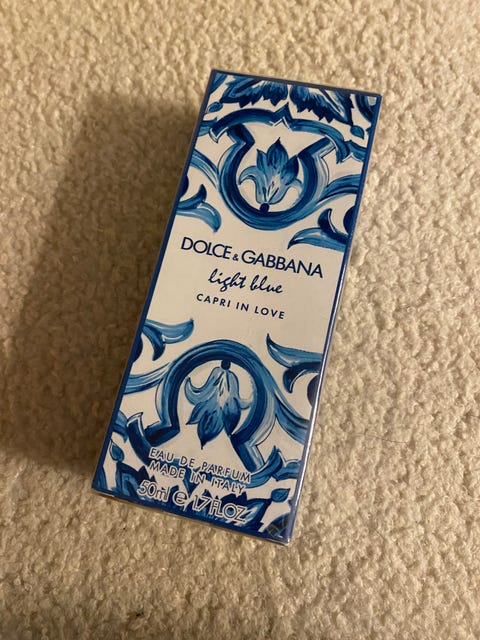 DOLCE & GABBANA
light blue
CAPRI IN LOVE
EAU DE PARFUM
MADE IN ITALY
50ml e 1.7 FL.OZ